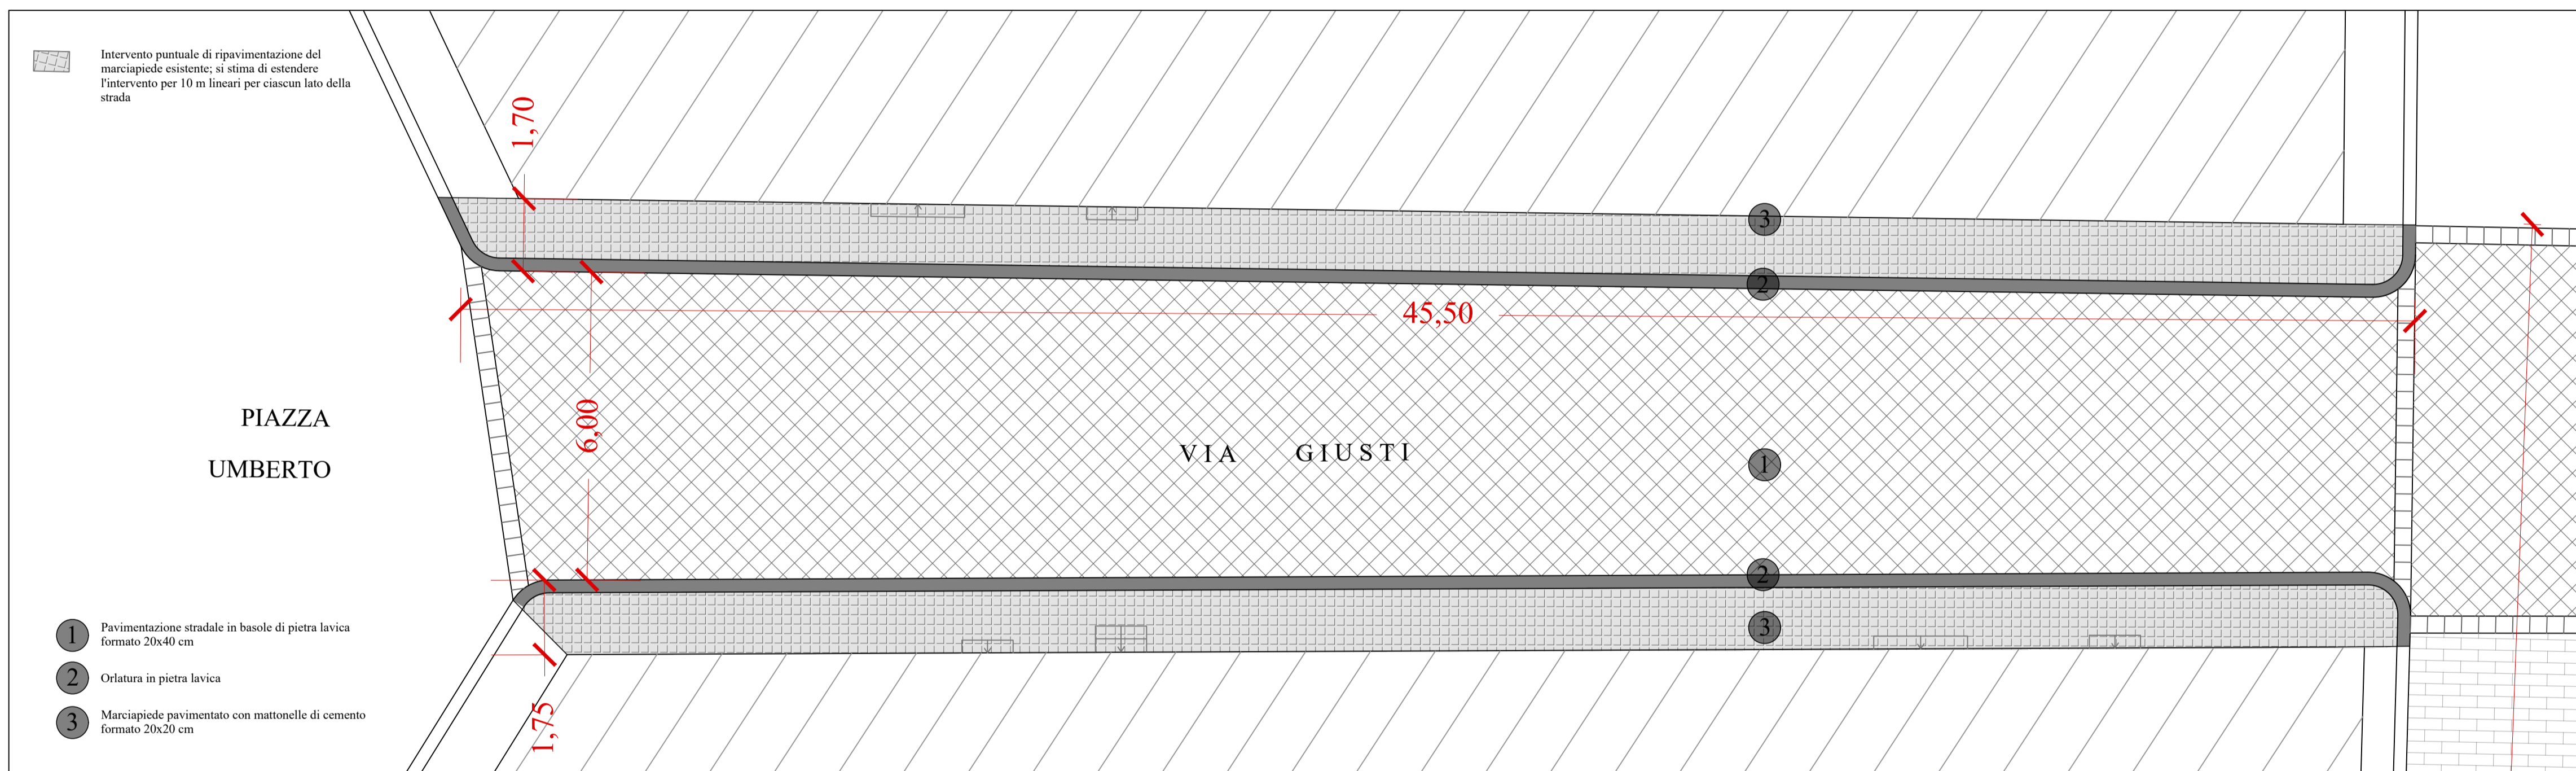 Intervento puntuale di ripavimentazione del
marciapiede esistente; si stima di estendere
l'intervento per 10 m lineari per ciascun lato della
strada
1,70
3
2
45,50
6,00
PIAZZA
UMBERTO
VIA GIUSTI
1
2
3
1,75
1 Pavimentazione stradale in basole di pietra lavica
formato 20x40 cm
2 Orlatura in pietra lavica
3 Marciapiede pavimentato con mattonelle di cemento
formato 20x20 cm